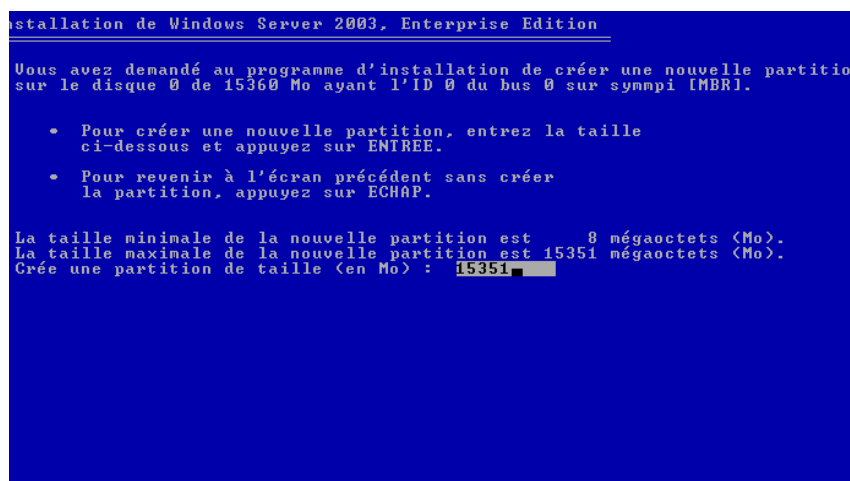 nstallation de Windows Server 2003, Enterprise Edition
Vous avez demandé au programme d'installation de créer une nouvelle partitio
sur le disque 0 de 15360 Mo ayant l'ID 0 du bus 0 sur symmpi [MBR].
• Pour créer une nouvelle partition, entrez la taille
ci-dessous et appuyez sur ENTREE.
• Pour revenir à l'écran précédent sans créer
la partition, appuyez sur ECHAP.
La taille minimale de la nouvelle partition est 8 mégaoctets (Mo).
La taille maximale de la nouvelle partition est 15351 mégaoctets (Mo).
Crée une partition de taille (en Mo) : 15351